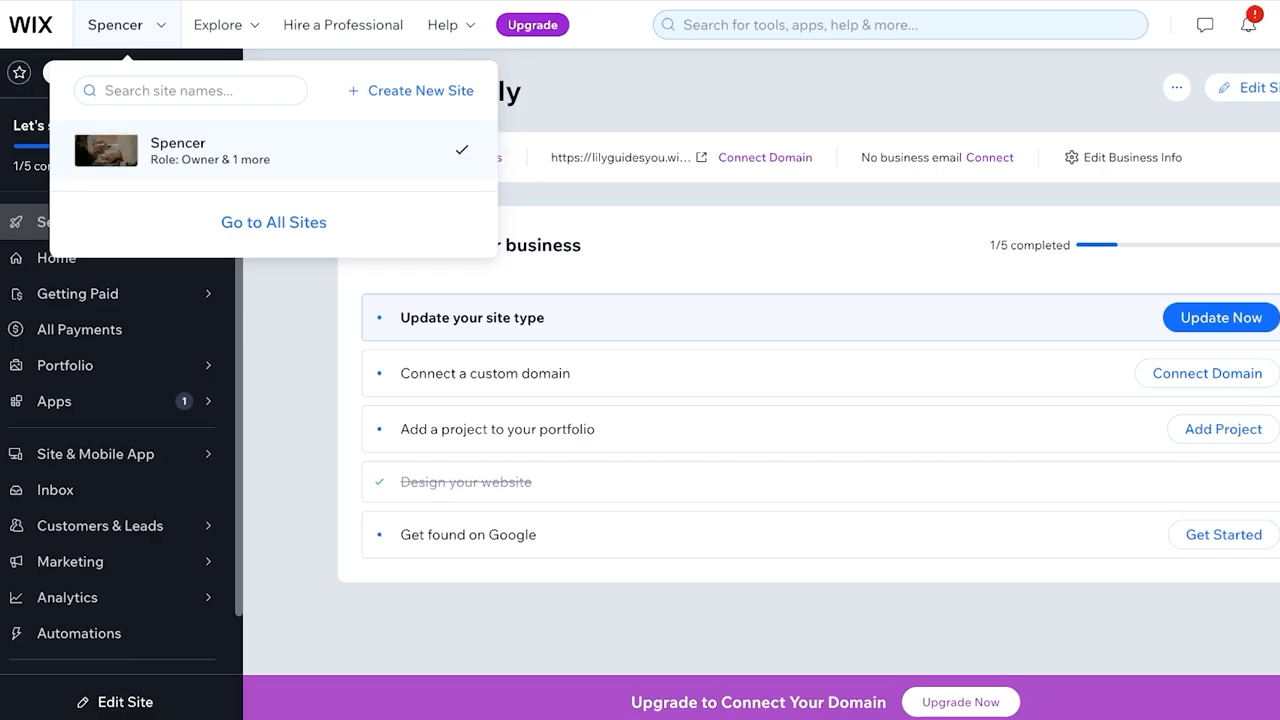 WIX
Spencer
Explore
Hire a Professional
Help
Upgrade
Search for tools, apps, help & more...
!
Search site names...
+ Create New Site
Spencer
Role: Owner & 1 more
Go to All Sites
ly
... Edit Si
Let's s
1/5 con
https://lilyguidesyou.wi... Connect Domain
No business email Connect
Edit Business Info
Se
Home
Getting Paid
All Payments
Portfolio
Apps 1
Site & Mobile App
Inbox
Customers & Leads
Marketing
Analytics
Automations
Edit Site
r business
1/5 completed
Update your site type
Update Now
Connect a custom domain
Connect Domain
Add a project to your portfolio
Add Project
Design your website
Get found on Google
Get Started
Upgrade to Connect Your Domain
Upgrade Now